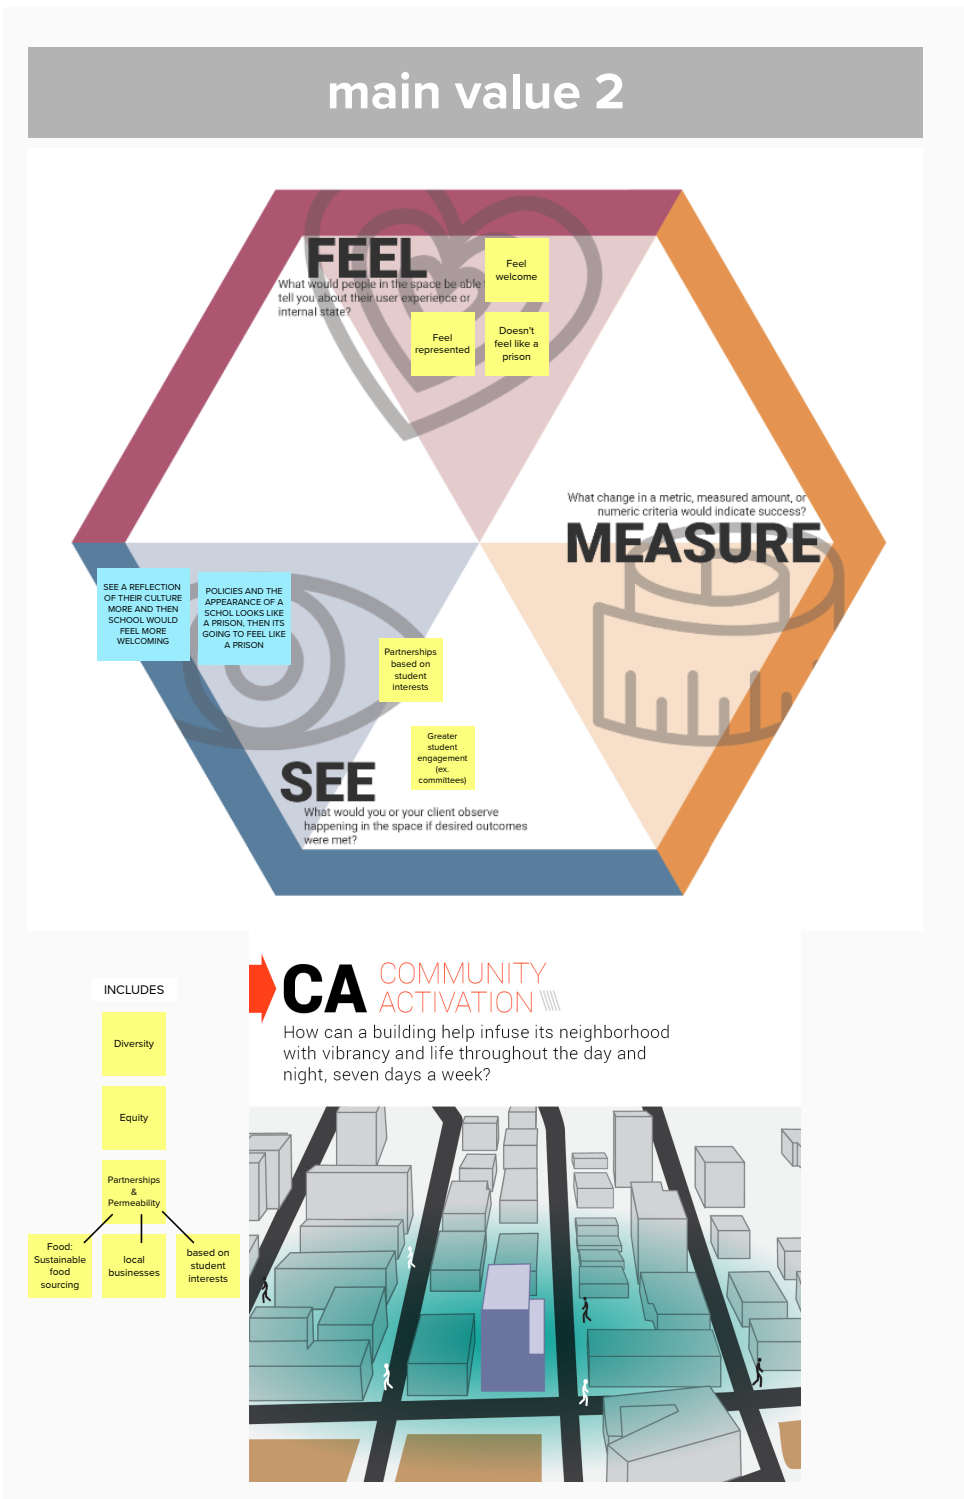 main value 2
FEEL
What would people in the space be able
tell you about their user experience or
internal state?
Feel
welcome
Feel
represented
Doesn't
feel like a
prison
What change in a metric, measured amount, or
numeric criteria would indicate success?
MEASURE
SEE A REFLECTION
OF THEIR CULTURE
MORE AND THEN
SCHOOL WOULD
FEEL MORE
WELCOMING
POLICIES AND THE
APPEARANCE OF A
SCHOL LOOKS LIKE
A PRISON, THEN ITS
GOING TO FEEL LIKE
A PRISON
Partnerships
based on
student
interests
Greater
student
engagement
(ex.
committees)
SEE
What would you or your client observe
happening in the space if desired outcomes
were met?
INCLUDES
Diversity
Equity
Partnerships
&
Permeability
Food:
Sustainable
food
sourcing
local
businesses
based on
student
interests
CA COMMUNITY
ACTIVATION
How can a building help infuse its neighborhood
with vibrancy and life throughout the day and
night, seven days a week?